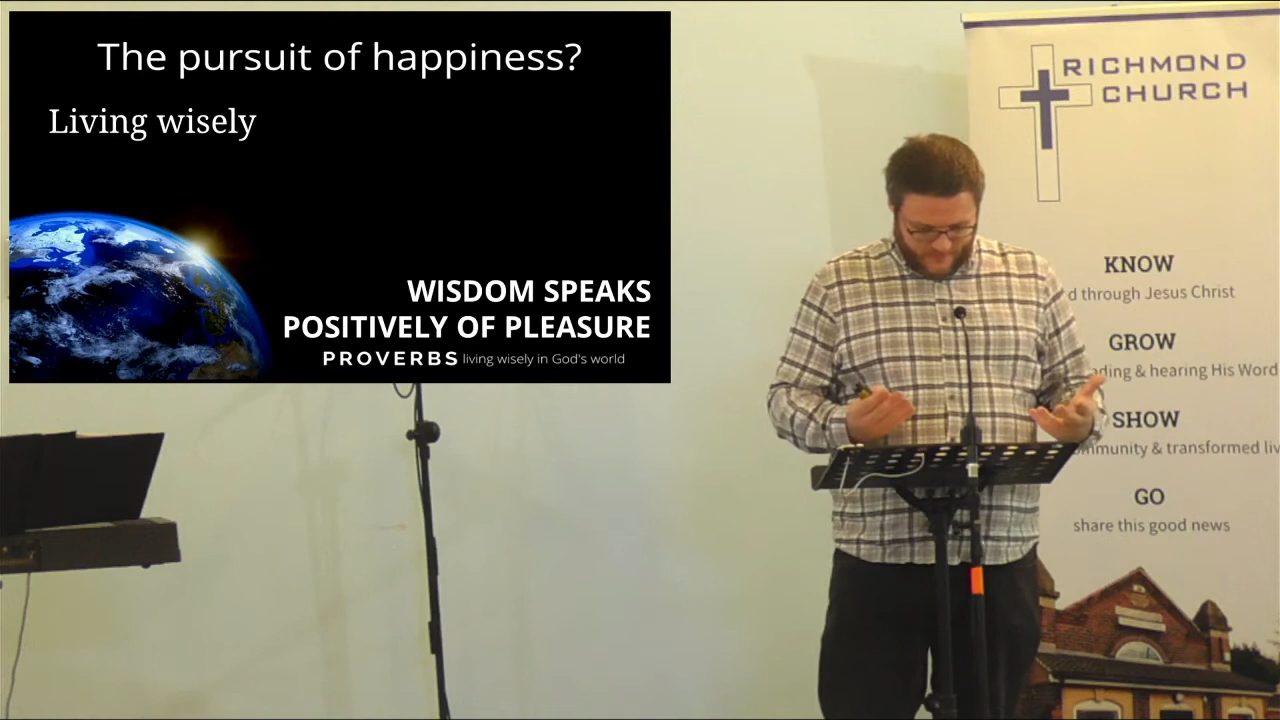 The pursuit of happiness?
Living wisely
WISDOM SPEAKS
POSITIVELY OF PLEASURE
PROVERBS living wisely in God's world
RICHMOND
CHURCH
KNOW
through Jesus Christ
GROW
& hearing His Word
SHOW
& transformed
GO
share this good news